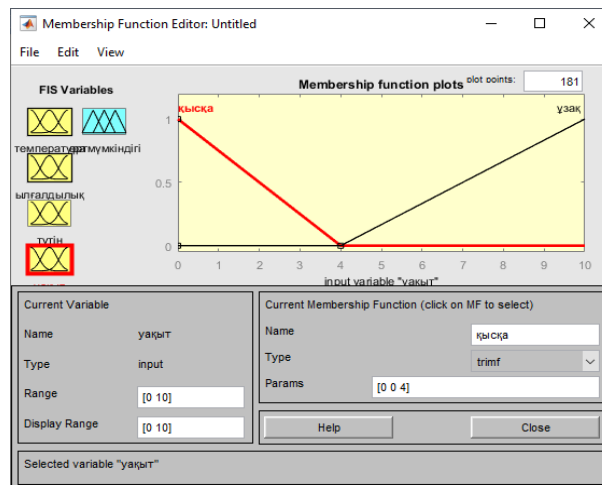 Membership Function Editor: Untitled
File Edit View
FIS Variables
Membership function plots
plot points:
181
температура
өртмүмкіндігі
ылғалдылық
түтін
қысқа
ұзақ
1
0.5
0
0 1 2 3 4 5 6 7 8 9 10
input variable "уақыт"
Current Variable
Name уақыт
Type input
Range [0 10]
Display Range [0 10]
Current Membership Function (click on MF to select)
Name қысқа
Type trimf
Params [0 0 4]
Help Close
Selected variable "уақыт"